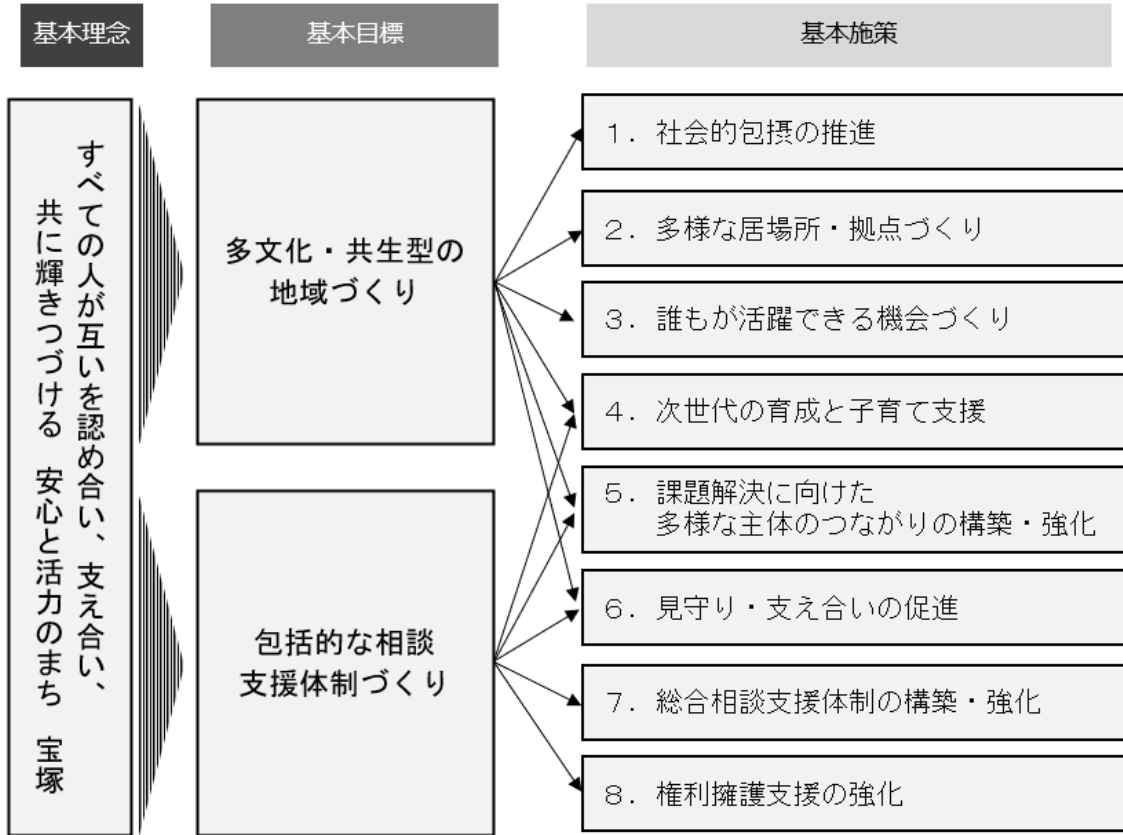 基本理念
基本目標
基本施策
すべての人が互いを認め合い、支え合い、
共に輝きつづける　安心と活力のまち　宝塚
多文化・共生型の
地域づくり
包括的な相談
支援体制づくり
１．社会的包摂の推進
２．多様な居場所・拠点づくり
３．誰もが活躍できる機会づくり
４．次世代の育成と子育て支援
５．課題解決に向けた
多様な主体のつながりの構築・強化
６．見守り・支え合いの促進
７．総合相談支援体制の構築・強化
８．権利擁護支援の強化